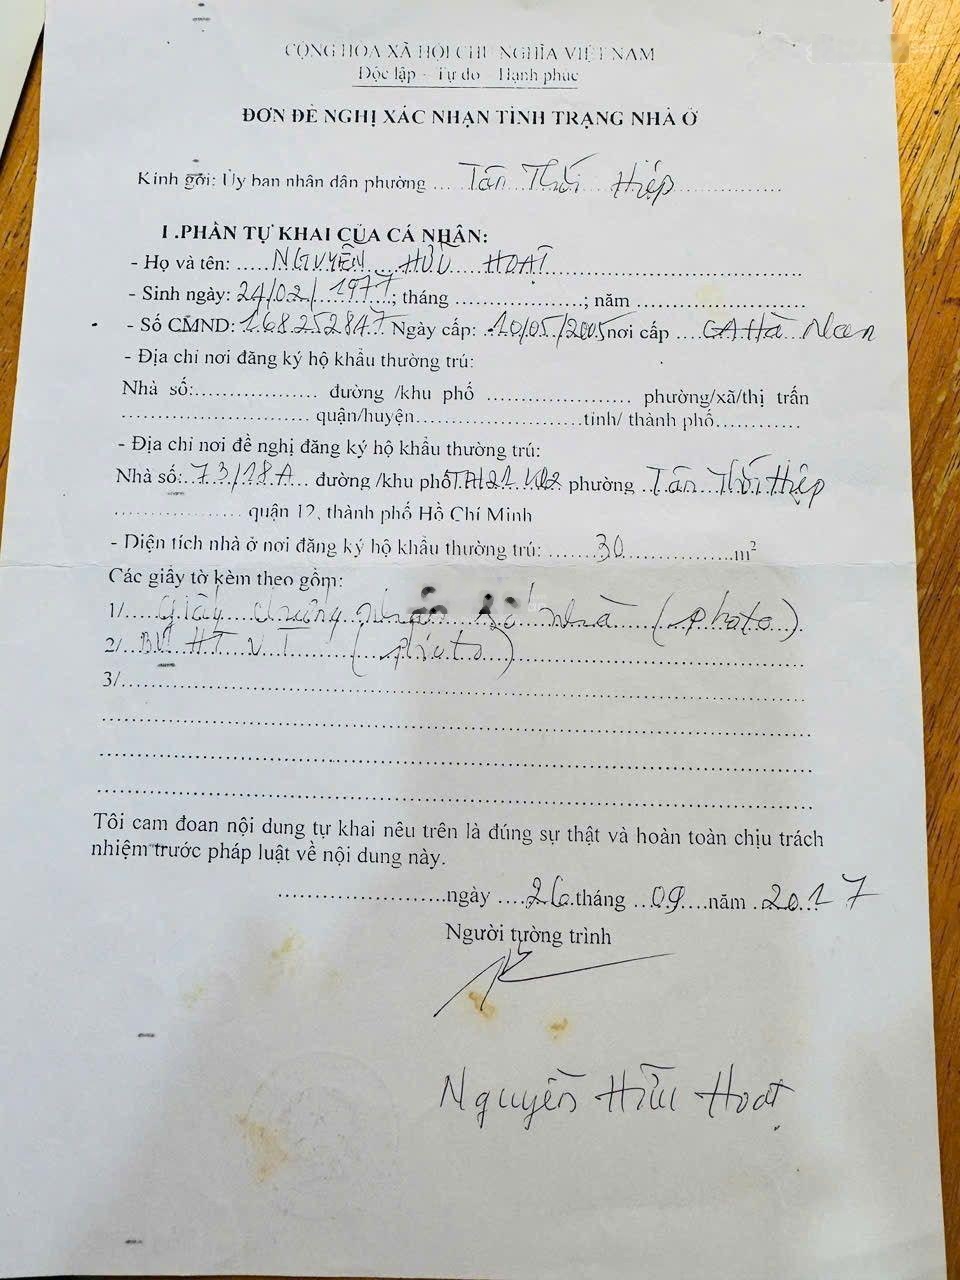 CỘNG HÒA XÃ HỘI CHỦ NGHĨA VIỆT NAM
Độc lập - Tự do - Hạnh phúc
ĐƠN ĐỀ NGHỊ XÁC NHẬN TÌNH TRẠNG NHÀ Ở
Kính gởi: Ủy ban nhân dân phường ... Tân Thới Hiệp
I .PHẦN TỰ KHAI CỦA CÁ NHÂN:
- Họ và tên: NGUYỄN HỮU HOẠT
- Sinh ngày: 24/02/1977; tháng ..................; năm ........................
- Số CMND: 168252847 Ngày cấp: 10/05/2005 nơi cấp ... CA Hà Nam
- Địa chỉ nơi đăng ký hộ khẩu thường trú:
Nhà số:.................. đường /khu phố ..................... phường/xã/thị trấn
........................... quận/huyện.........................tỉnh/ thành phố............
- Địa chỉ nơi đề nghị đăng ký hộ khẩu thường trú:
Nhà số: 73/18A đường /khu phố TTH21 KP2 phường Tân Thới Hiệp
.................. quận 12, thành phố Hồ Chí Minh
- Diện tích nhà ở nơi đăng ký hộ khẩu thường trú: ...... 30 ..................m²
Các giấy tờ kèm theo gồm:
1/ Giấy chứng nhận số nhà (photo).
2/ (photo)
3/
Tôi cam đoan nội dung tự khai nêu trên là đúng sự thật và hoàn toàn chịu trách
nhiệm trước pháp luật về nội dung này.
........................ngày 26 tháng 09 năm 2017
Người tường trình
Nguyễn Hữu Hoạt